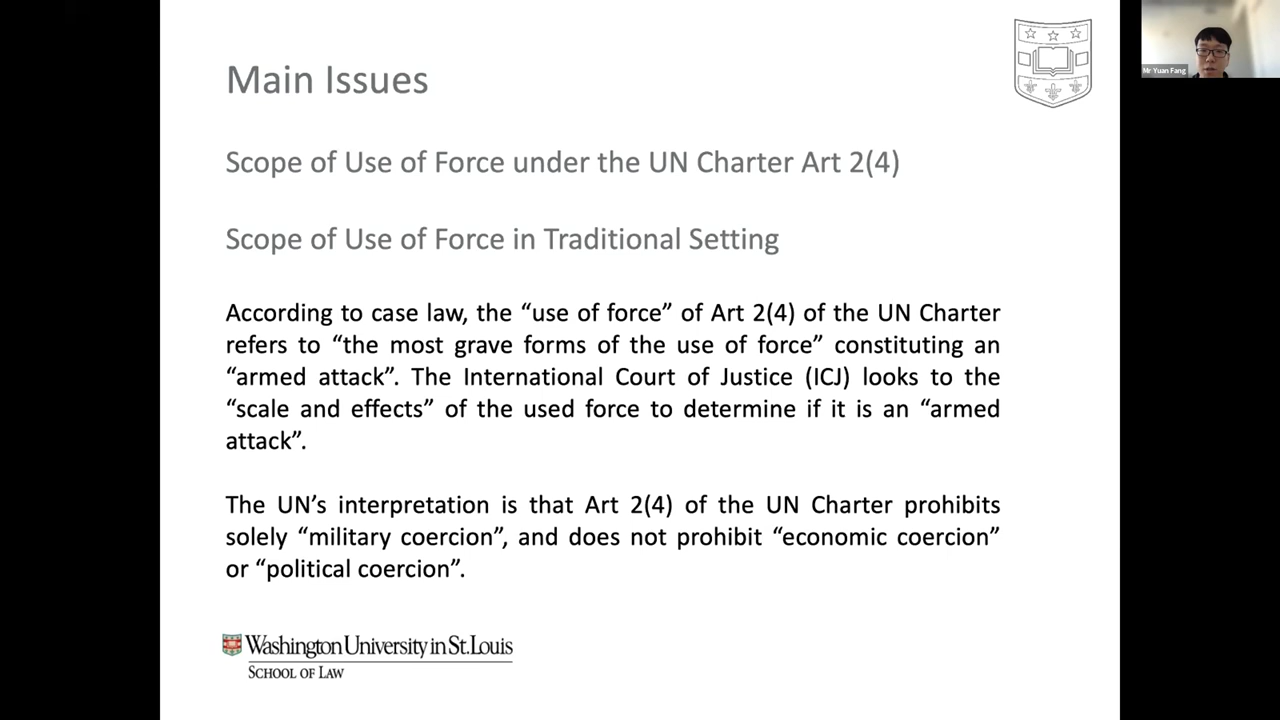 Main Issues
Mr Yuan Fang
Scope of Use of Force under the UN Charter Art 2(4)
Scope of Use of Force in Traditional Setting
According to case law, the “use of force” of Art 2(4) of the UN Charter
refers to “the most grave forms of the use of force” constituting an
“armed attack”. The International Court of Justice (ICJ) looks to the
“scale and effects” of the used force to determine if it is an “armed
attack”.
The UN’s interpretation is that Art 2(4) of the UN Charter prohibits
solely “military coercion”, and does not prohibit “economic coercion”
or “political coercion”.
Washington University in St. Louis
SCHOOL OF LAW